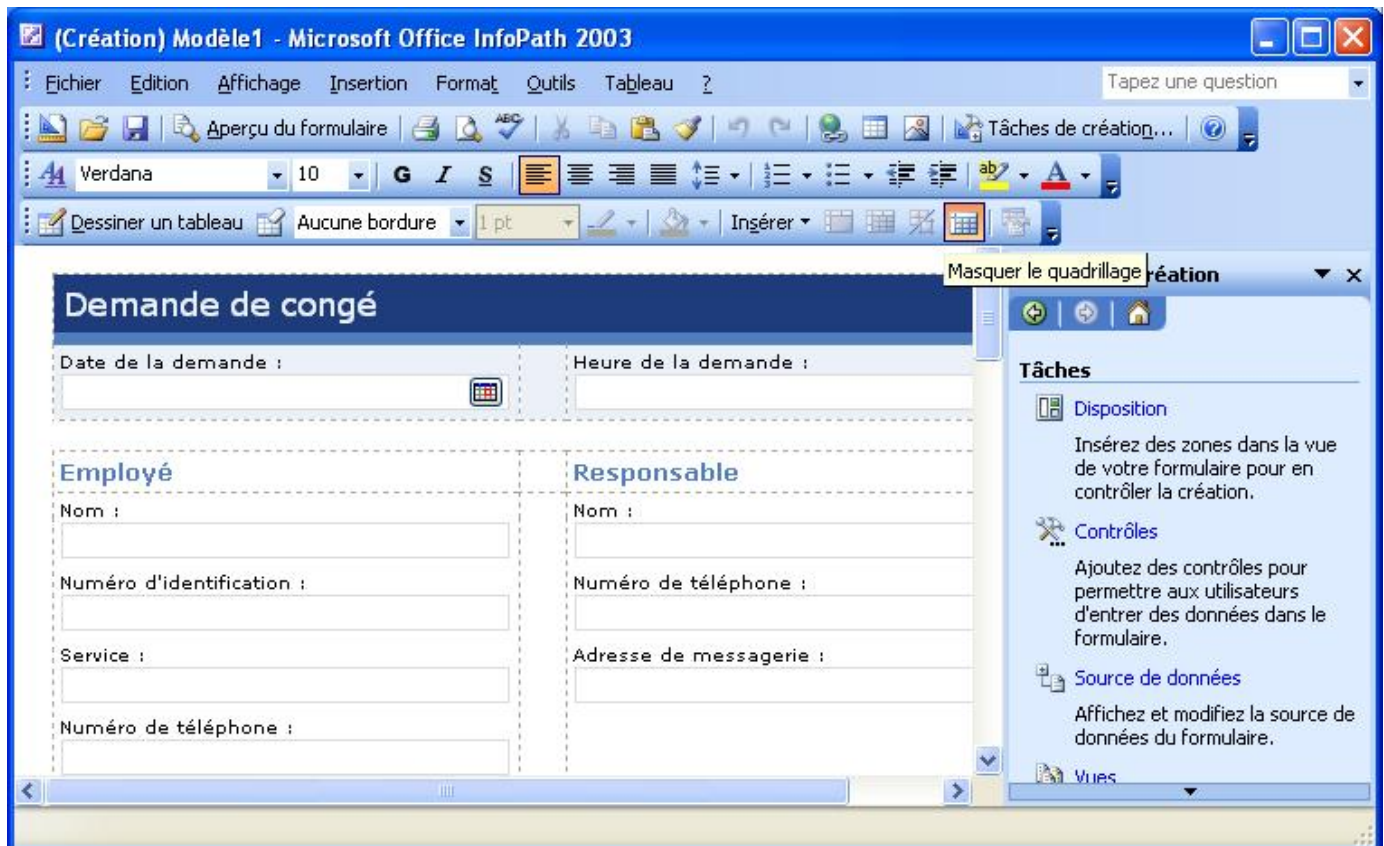 (Création) Modèle1 - Microsoft Office InfoPath 2003
Fichier Edition Affichage Insertion Format Outils Tableau ? Tapez une question
Aperçu du formulaire ABC Tâches de création...
Verdana 10 G I S ab A
Dessiner un tableau Aucune bordure 1 pt Insérer
Masquer le quadrillage réation
Demande de congé
Date de la demande : Heure de la demande :
Employé Responsable
Nom : Nom :
Numéro d'identification : Numéro de téléphone :
Service : Adresse de messagerie :
Numéro de téléphone :
Tâches
Disposition
Insérez des zones dans la vue
de votre formulaire pour en
contrôler la création.
Contrôles
Ajoutez des contrôles pour
permettre aux utilisateurs
d'entrer des données dans le
formulaire.
Source de données
Affichez et modifiez la source de
données du formulaire.
Vues